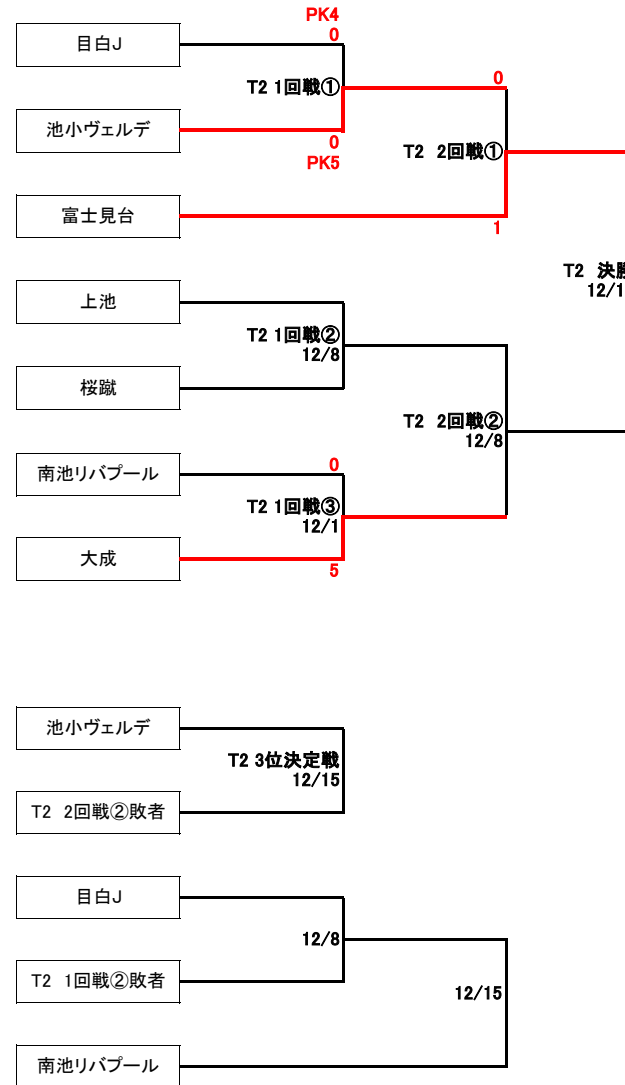 PK4
0
目白J
T2 1回戦①
0
池小ヴェルデ
0
PK5
T2 2回戦①
富士見台
1
T2 決勝
12/1
上池
T2 1回戦②
12/8
桜蹴
T2 2回戦②
12/8
南池リバプール
0
T2 1回戦③
12/1
大成
5
池小ヴェルデ
T2 3位決定戦
12/15
T2 2回戦②敗者
目白J
12/8
T2 1回戦②敗者
12/15
南池リバプール